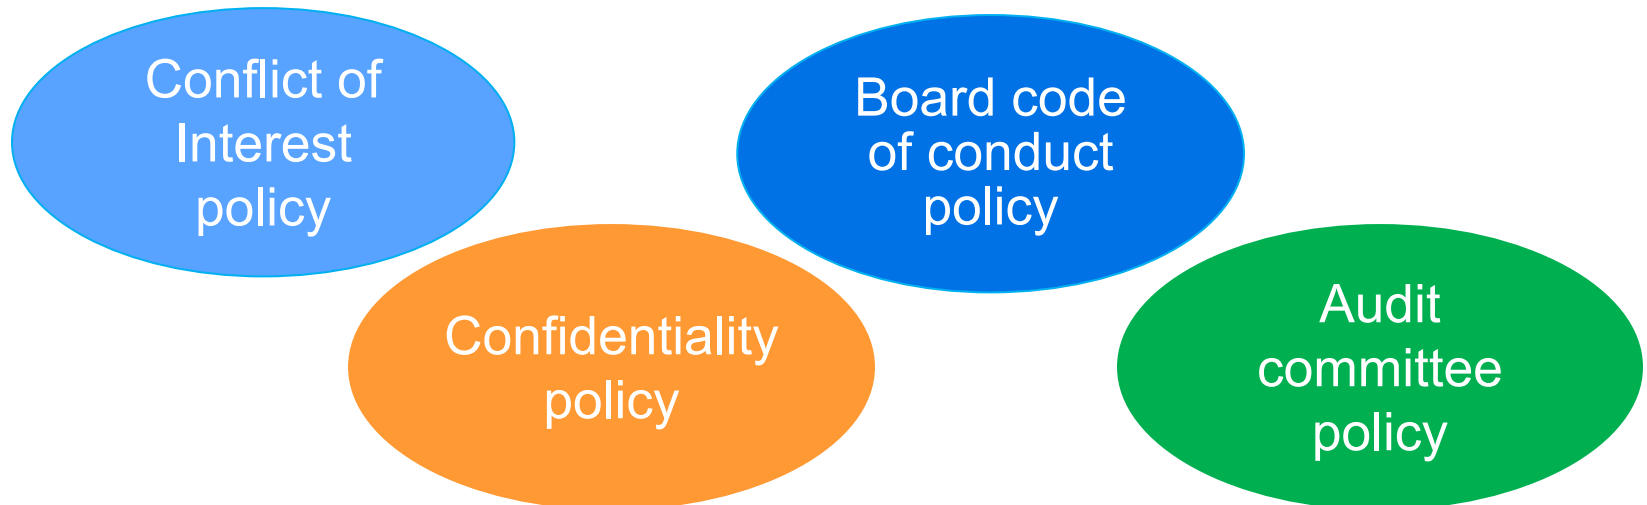 Conflict of
Interest
policy
Confidentiality
policy
Board code
of conduct
policy
Audit
committee
policy